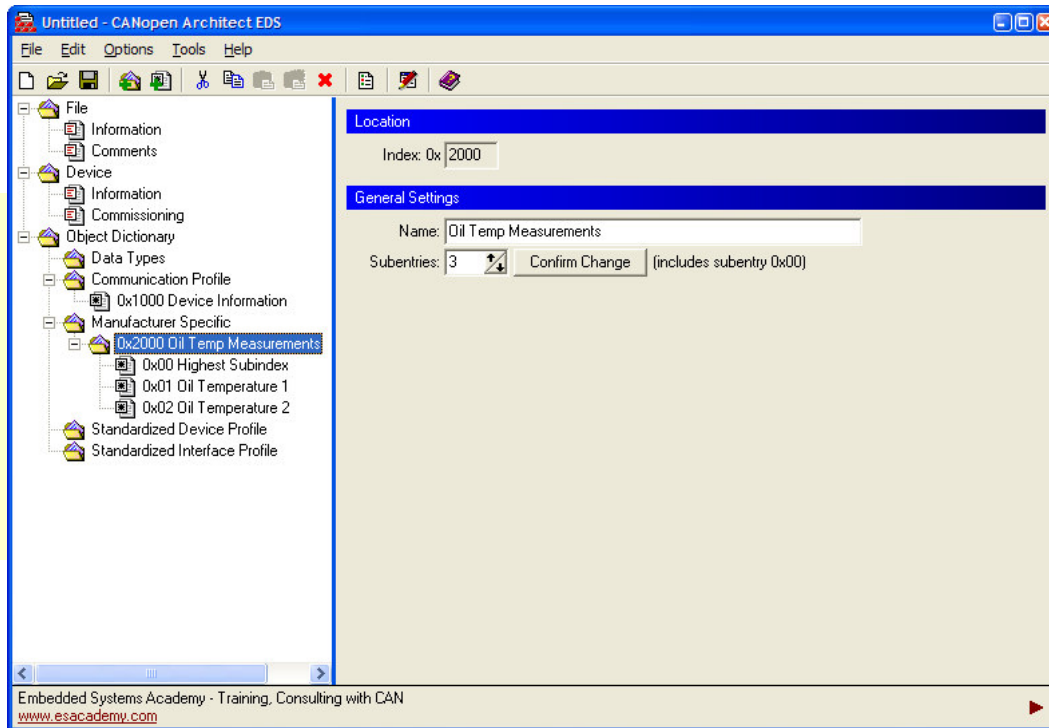 Untitled - CANopen Architect EDS
File Edit Options Tools Help
File
Information
Comments
Device
Information
Commissioning
Object Dictionary
Data Types
Communication Profile
0x1000 Device Information
Manufacturer Specific
0x2000 Oil Temp Measurements
0x00 Highest Subindex
0x01 Oil Temperature 1
0x02 Oil Temperature 2
Standardized Device Profile
Standardized Interface Profile
Location
Index: 0x 2000
General Settings
Name: Oil Temp Measurements
Subentries: 3 Confirm Change (includes subentry 0x00)
Embedded Systems Academy - Training, Consulting with CAN
www.esacademy.com